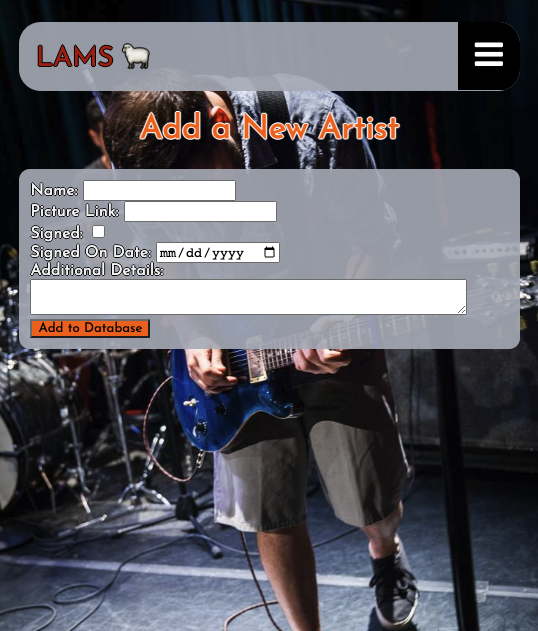 LAMS
Add a New Artist
Name:
Picture Link:
Signed:
Signed On Date: mm/dd/yyyy
Additional Details:
Add to Database